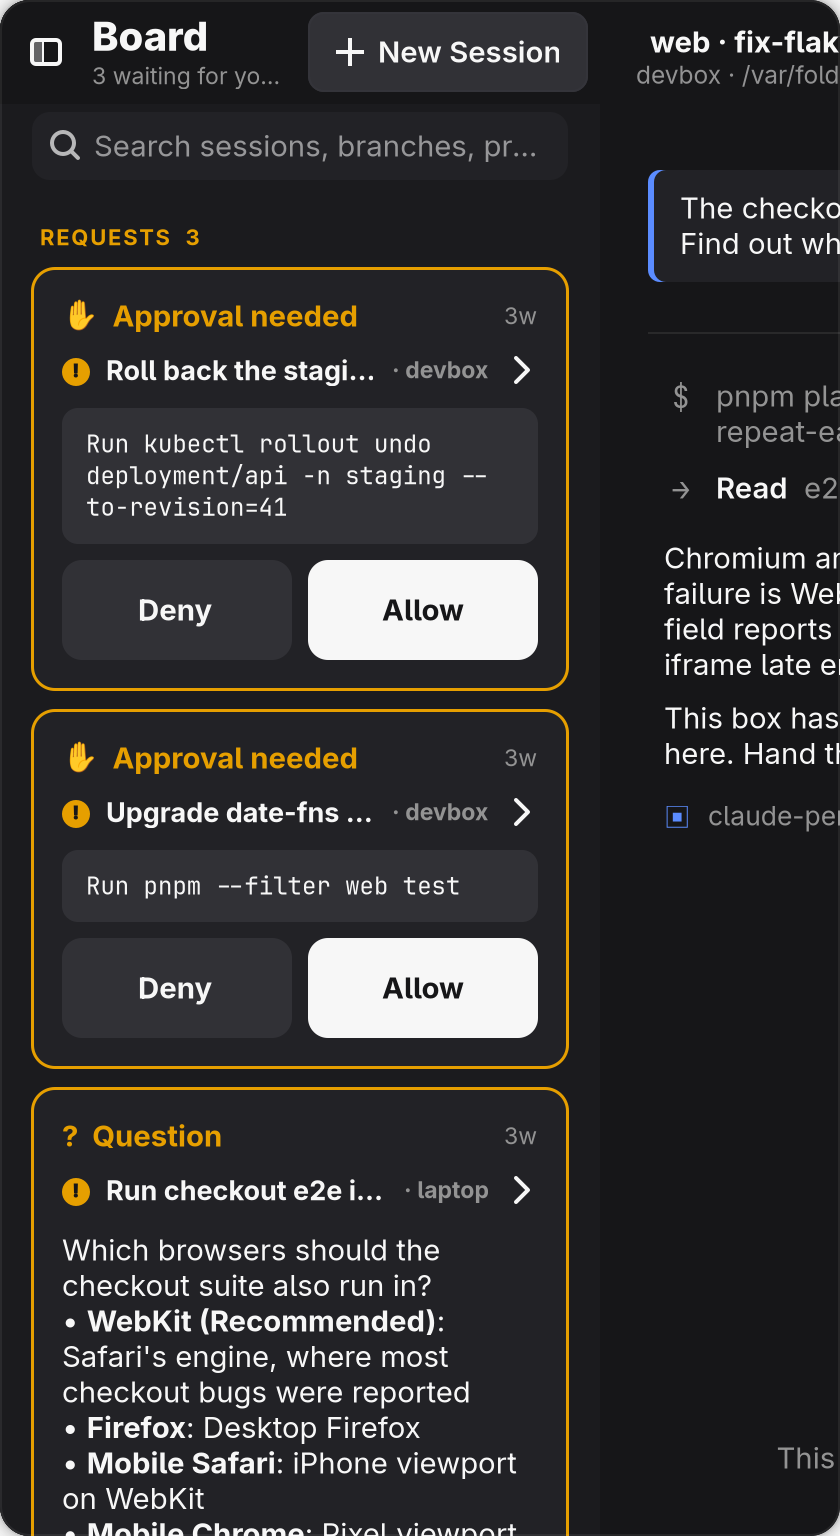 Board
3 waiting for yo...
New Session
Search sessions, branches, pr...
REQUESTS 3
Approval needed
3w
Roll back the stagi... · devbox
Run kubectl rollout undo
deployment/api -n staging --
to-revision=41
Deny
Allow
Approval needed
3w
Upgrade date-fns ... · devbox
Run pnpm --filter web test
Deny
Allow
? Question
3w
Run checkout e2e i... · laptop
Which browsers should the
checkout suite also run in?
• WebKit (Recommended):
Safari's engine, where most
checkout bugs were reported
• Firefox: Desktop Firefox
• Mobile Safari: iPhone viewport
on WebKit
• Mobile Chrome: Pixel viewport
web · fix-flak
devbox · /var/fold
The checko
Find out wh
$ pnpm pla
repeat-ea
→ Read e2
Chromium an
failure is Web
field reports
iframe late e
This box has
here. Hand th
claude-per
This